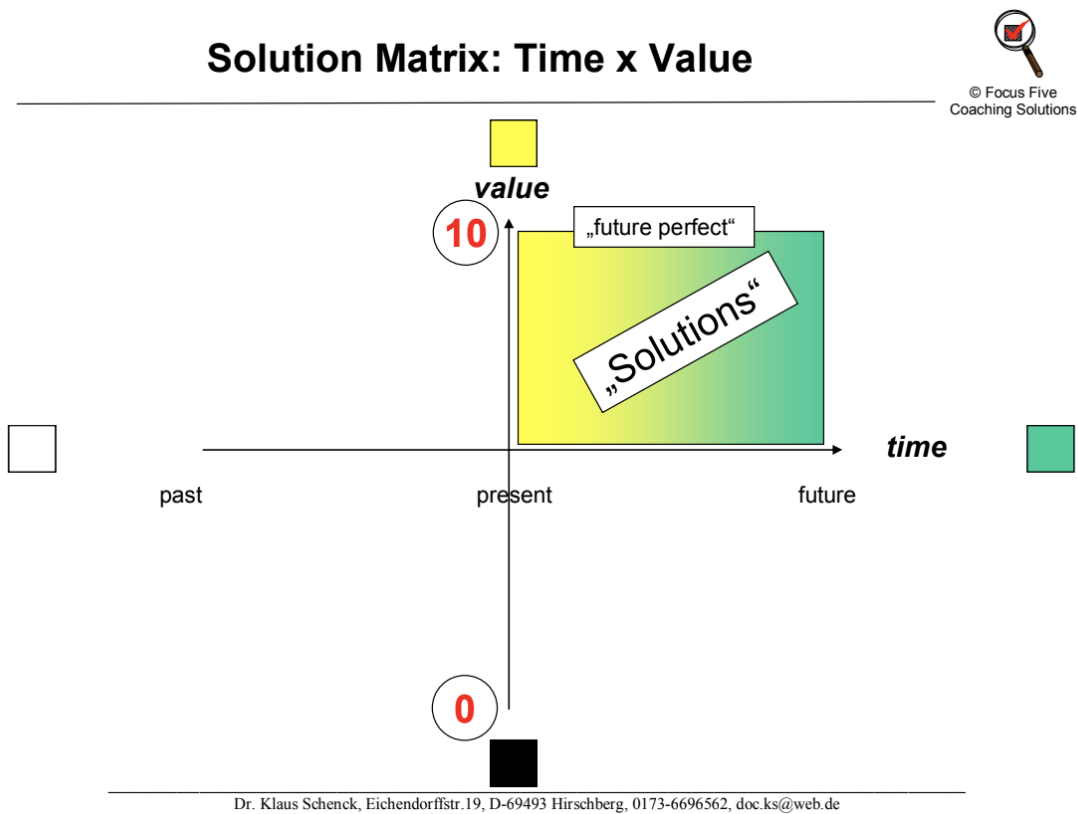 Solution Matrix: Time x Value
© Focus Five
Coaching Solutions
value
10
„future perfect“
„Solutions“
time
past
present
future
0
Dr. Klaus Schenck, Eichendorffstr.19, D-69493 Hirschberg, 0173-6696562, doc.ks@web.de